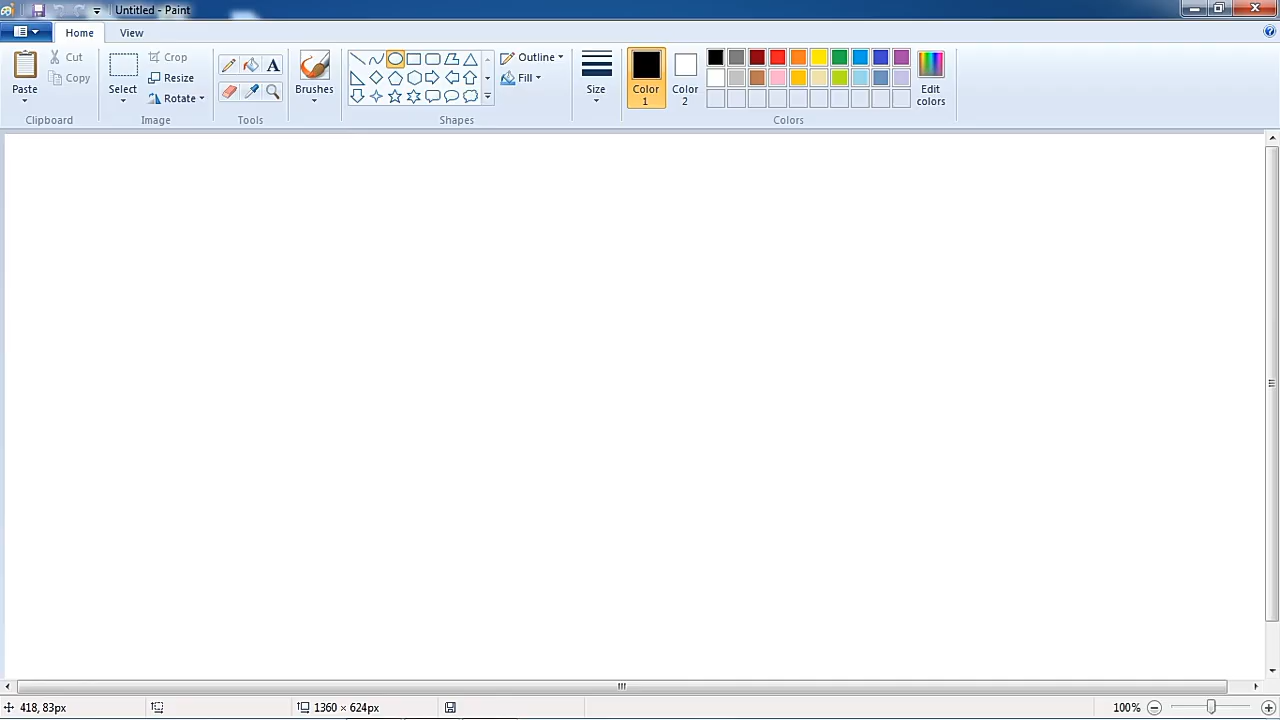 Untitled - Paint
Home View
Paste
Cut
Copy
Clipboard
Select
Crop
Resize
Rotate
Image
A
Tools
Brushes
Outline
Fill
Shapes
Size
Color 1
Color 2
Edit colors
Colors
418, 83px
1360 × 624px
100%